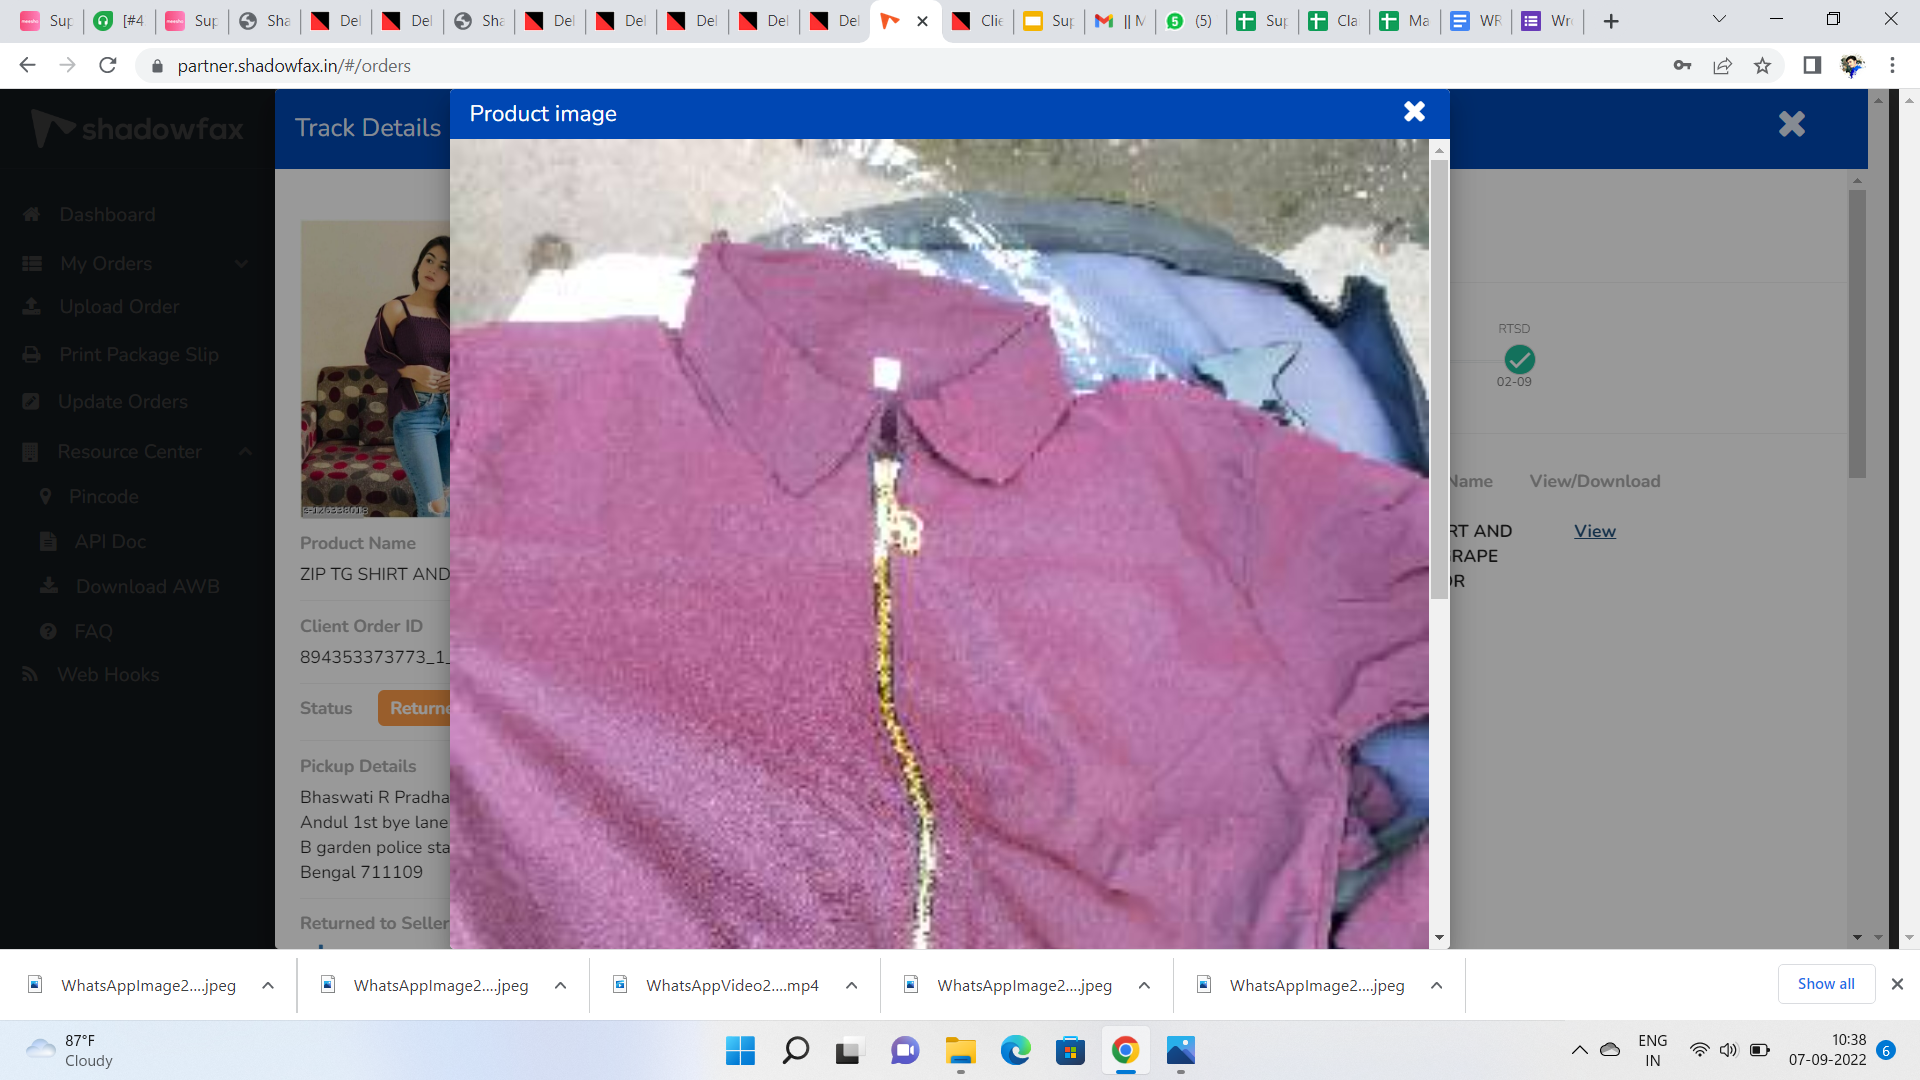 Sup
[#4
Sup
Sha
Del
Del
Sha
Del
Del
Del
Del
Del
Clie
Sup
|| M
(5)
Sup
Cla
Ma
WR
Wro
partner.shadowfax.in/#/orders
shadowfax
Track Details
Product image
Dashboard
My Orders
Upload Order
Print Package Slip
Update Orders
Resource Center
Pincode
API Doc
Download AWB
FAQ
Web Hooks
Product Name
ZIP TG SHIRT AND
Client Order ID
894353373773_1_
Status
Returne
Pickup Details
Bhaswati R Pradha
Andul 1st bye lane
B garden police sta
Bengal 711109
Returned to Seller
RTSD
02-09
Name
View/Download
RT AND
View
GRAPE
OR
WhatsAppImage2....jpeg
WhatsAppImage2....jpeg
WhatsAppVideo2....mp4
WhatsAppImage2....jpeg
WhatsAppImage2....jpeg
Show all
87°F
Cloudy
ENG
IN
10:38
07-09-2022
6